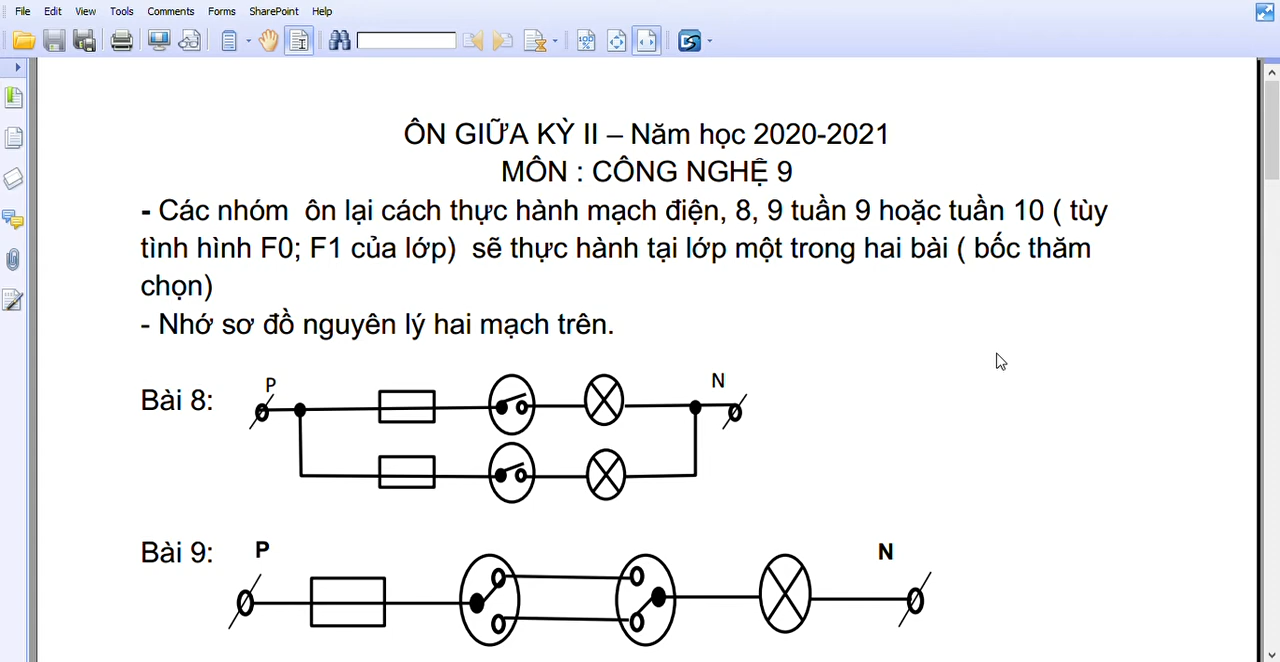 File Edit View Tools Comments Forms SharePoint Help
ÔN GIỮA KỲ II – Năm học 2020-2021
MÔN : CÔNG NGHỆ 9
- Các nhóm ôn lại cách thực hành mạch điện, 8, 9 tuần 9 hoặc tuần 10 ( tùy
tình hình F0; F1 của lớp) sẽ thực hành tại lớp một trong hai bài ( bốc thăm
chọn)
- Nhớ sơ đồ nguyên lý hai mạch trên.
Bài 8: P N
Bài 9: P N